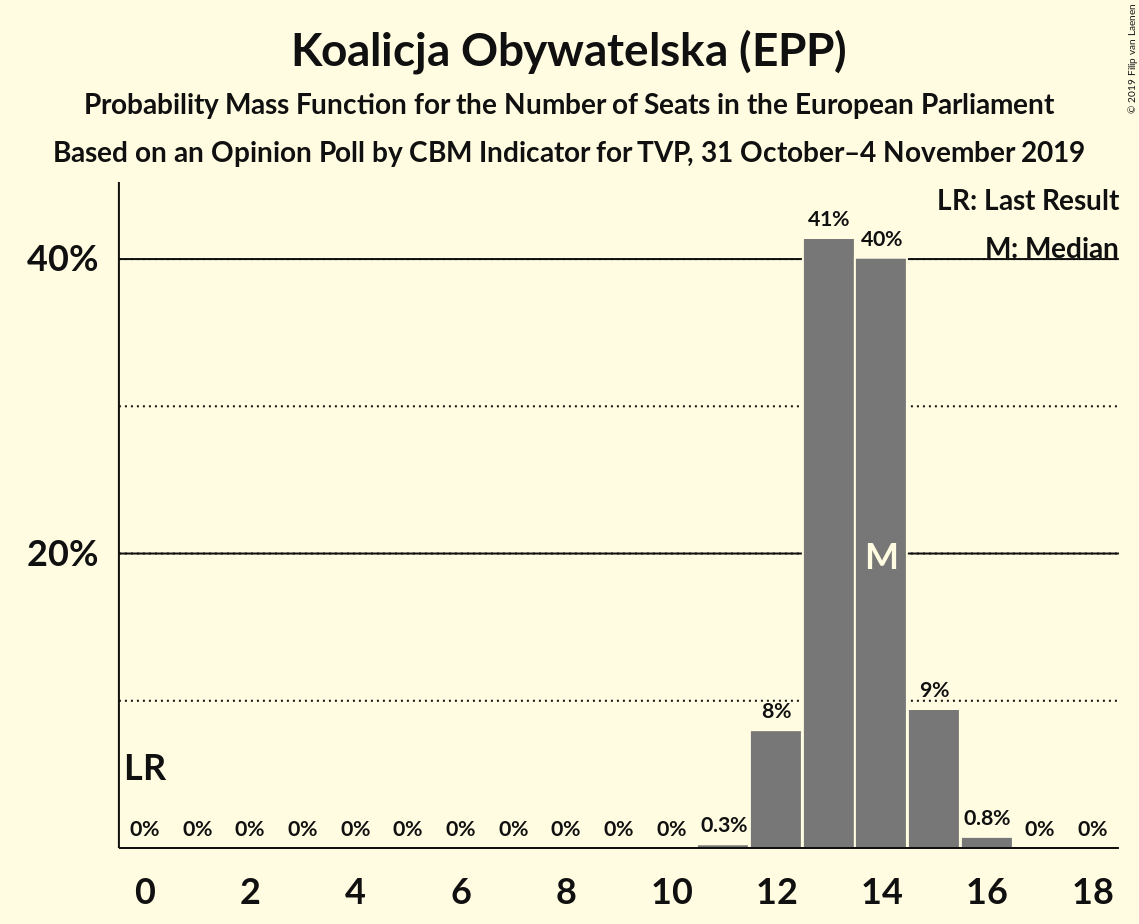 Koalicja Obywatelska (EPP)
Probability Mass Function for the Number of Seats in the European Parliament
Based on an Opinion Poll by CBM Indicator for TVP, 31 October–4 November 2019
© 2019 Filip van Laenen
LR: Last Result
M: Median
40%
20%
41%
40%
M
9%
8%
LR
0% 0% 0% 0% 0% 0% 0% 0% 0% 0% 0% 0.3% 0.8% 0% 0%
0 2 4 6 8 10 12 14 16 18